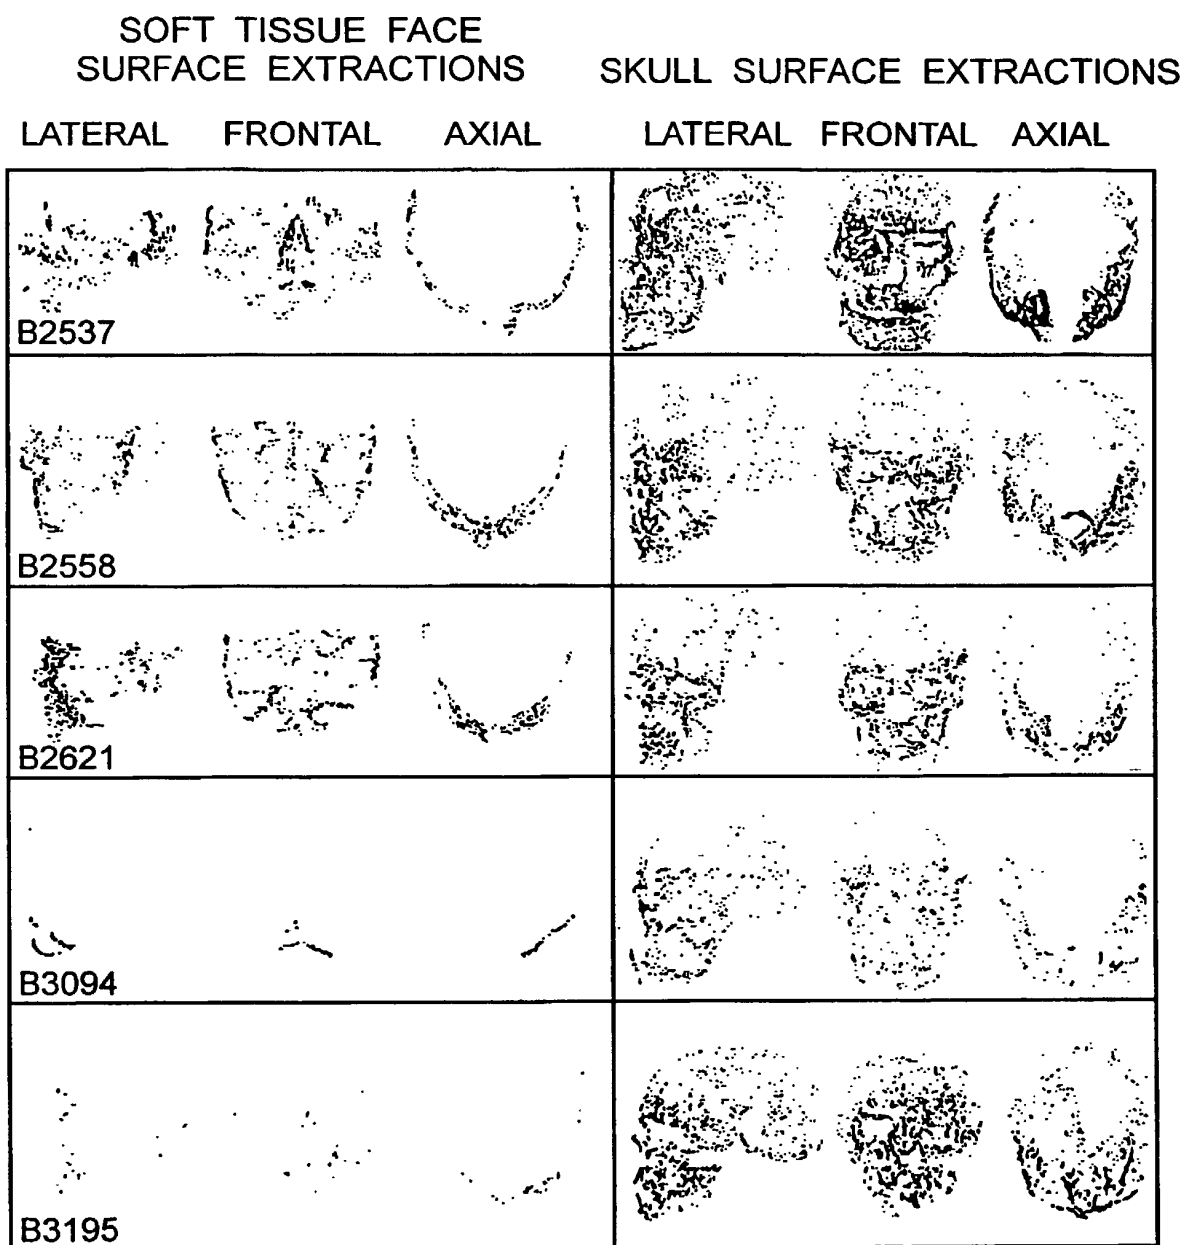 SOFT TISSUE FACE
SURFACE EXTRACTIONS
SKULL SURFACE EXTRACTIONS
LATERAL FRONTAL AXIAL
LATERAL FRONTAL AXIAL
B2537
B2558
B2621
B3094
B3195